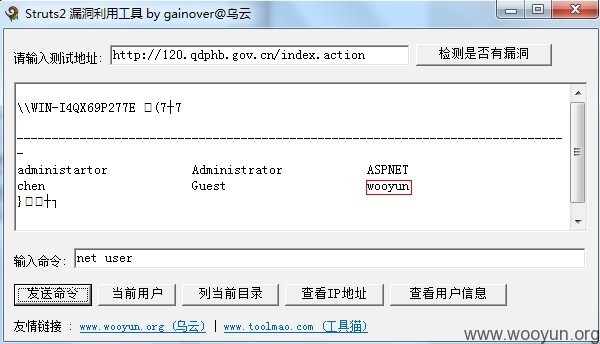 Struts2 漏洞利用工具 by gainover@乌云
请输入测试地址: http://120.qdphb.gov.cn/index.action 检测是否有漏洞
\\WIN-I4QX69P277E
-------------------------------------------------------------------------------
administartor Administrator ASPNET
chen Guest wooyun
输入命令: net user
发送命令 当前用户 列当前目录 查看IP地址 查看用户信息
友情链接 : www.wooyun.org (乌云) | www.toolmao.com (工具猫)
www.wooyun.org